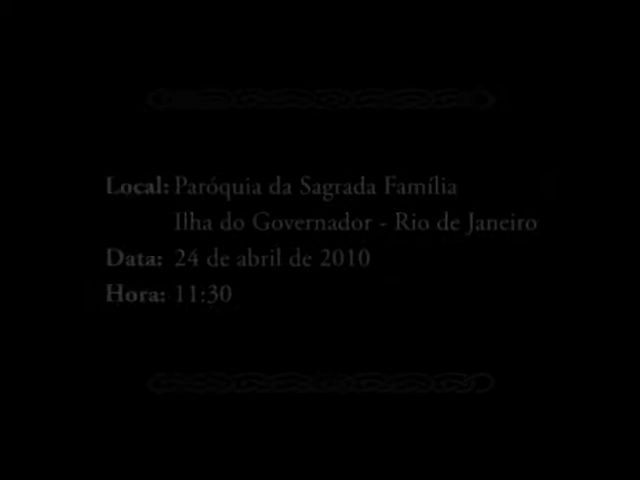 Local: Paróquia da Sagrada Família
Ilha do Governador - Rio de Janeiro
Data: 24 de abril de 2010
Hora: 11:30